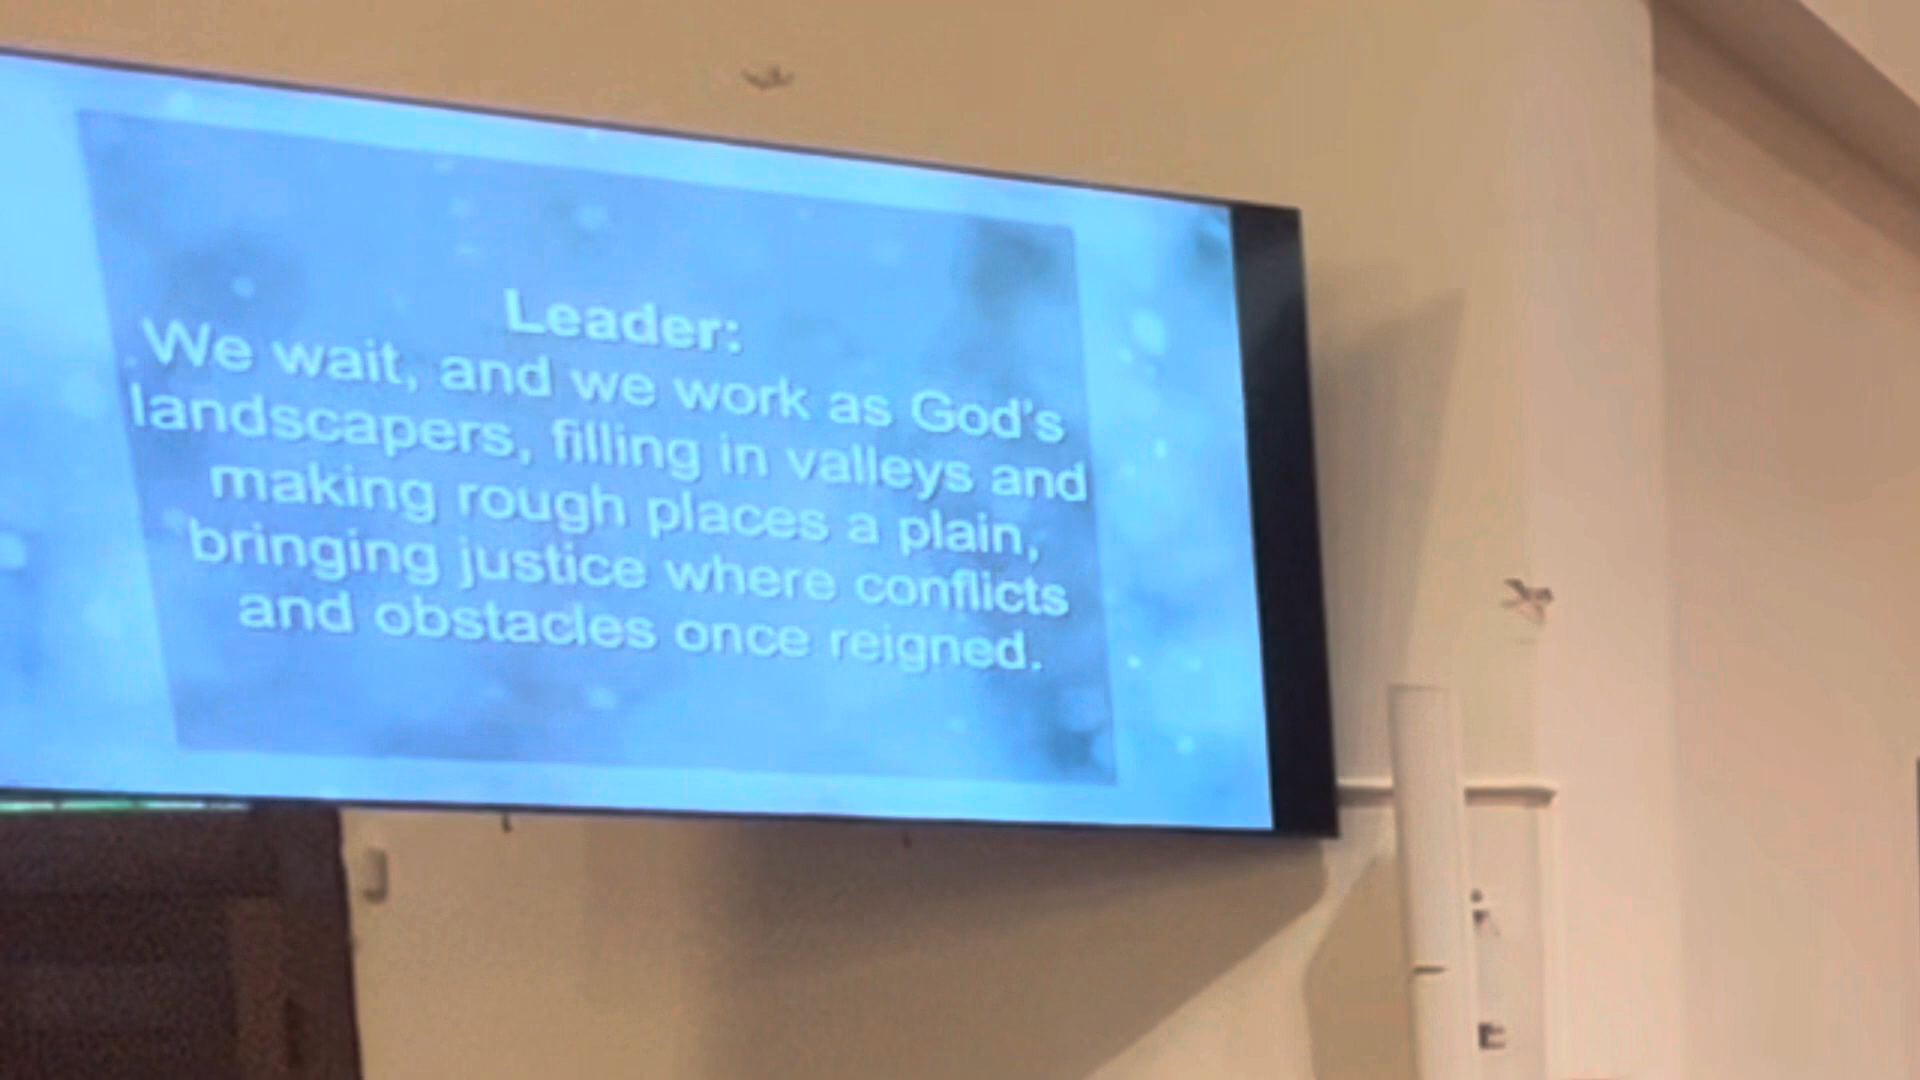 Leader:
We wait, and we work as God's
landscapers, filling in valleys and
making rough places a plain,
bringing justice where conflicts
and obstacles once reigned.